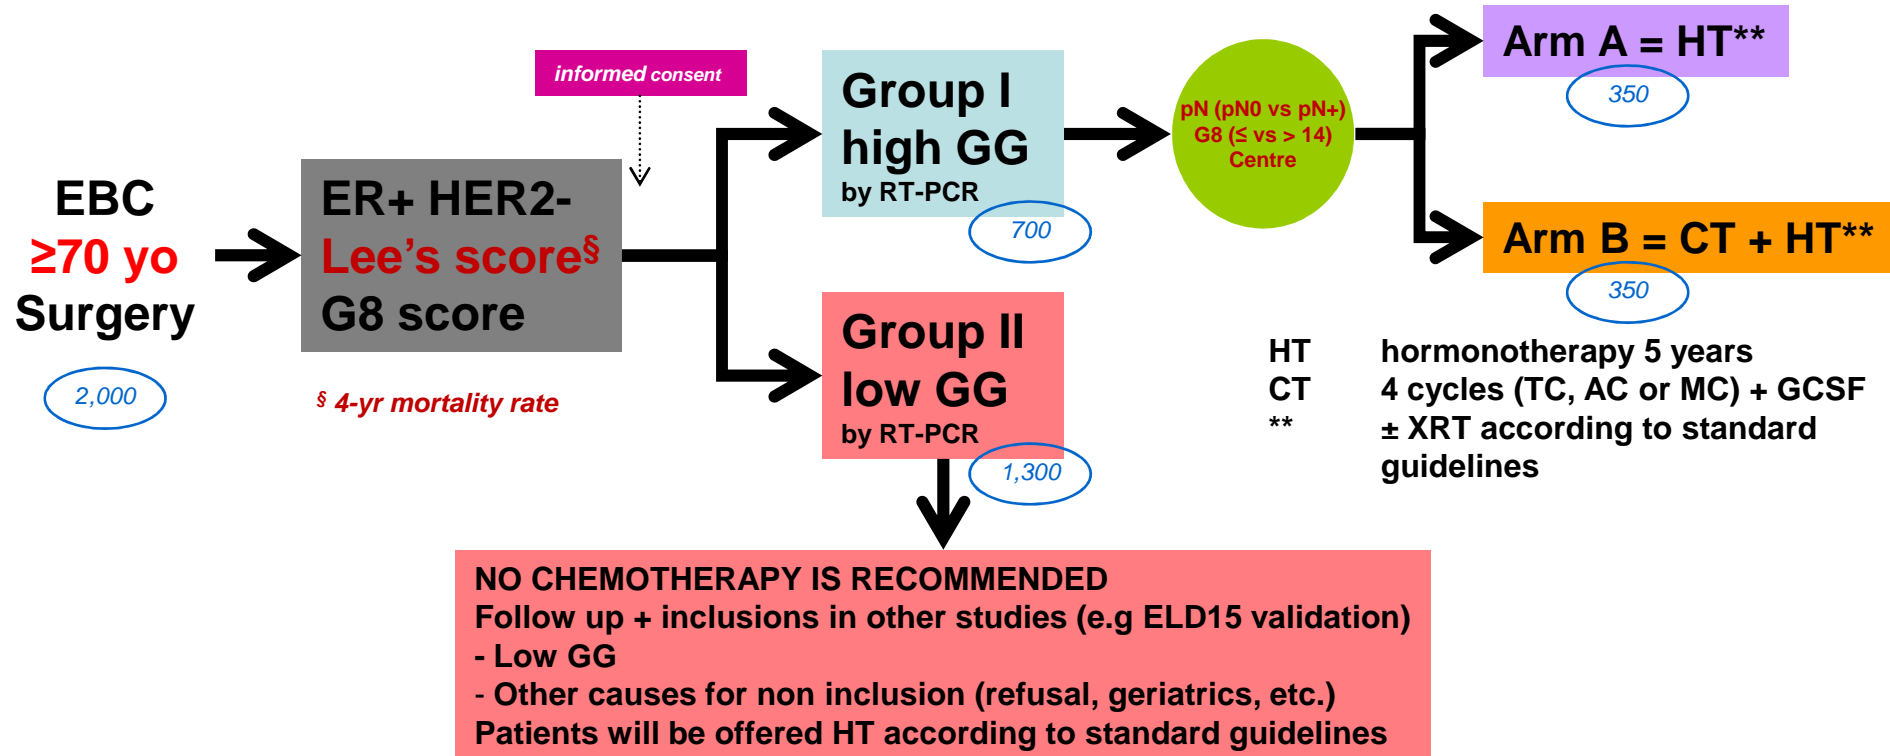 EBC
≥70 yo
Surgery
2,000
ER+ HER2-
Lee's score§
G8 score
§ 4-yr mortality rate
informed consent
Group I
high GG
by RT-PCR
700
Group II
low GG
by RT-PCR
1,300
pN (pN0 vs pN+)
G8 (≤ vs > 14)
Centre
Arm A = HT**
350
Arm B = CT + HT**
350
HT hormonotherapy 5 years
CT 4 cycles (TC, AC or MC) + GCSF
** ± XRT according to standard
guidelines
NO CHEMOTHERAPY IS RECOMMENDED
Follow up + inclusions in other studies (e.g ELD15 validation)
- Low GG
- Other causes for non inclusion (refusal, geriatrics, etc.)
Patients will be offered HT according to standard guidelines